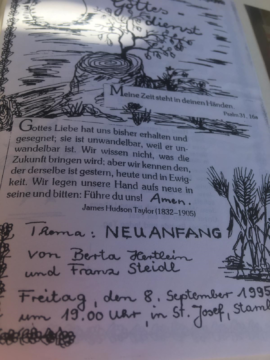 Gottes
dienst
Meine Zeit steht in deinen Händen.
Psalm 31, 16a
Gottes Liebe hat uns bisher erhalten und
gesegnet; sie ist unwandelbar, weil er un-
wandelbar ist. Wir wissen nicht, was die
Zukunft bringen wird; aber wir kennen den,
der derselbe ist gestern, heute und in Ewig-
keit. Wir legen unsere Hand aufs neue in
seine und bitten: Führe du uns! Amen.
James Hudson Taylor (1832–1905)
Thema: NEUANFANG
von Berta Hertlein
und Franz Steidl
Freitag, den 8. September 1995
um 19.00 Uhr, in St. Josef,